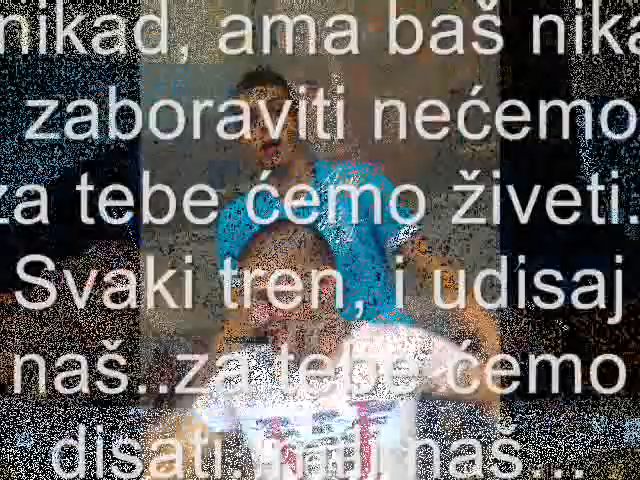 nikad, ama baš nika
zaboraviti nećemo
za tebe ćemo živeti.
Svaki tren, i udisaj
naš..za tebe ćemo
disati. naš...